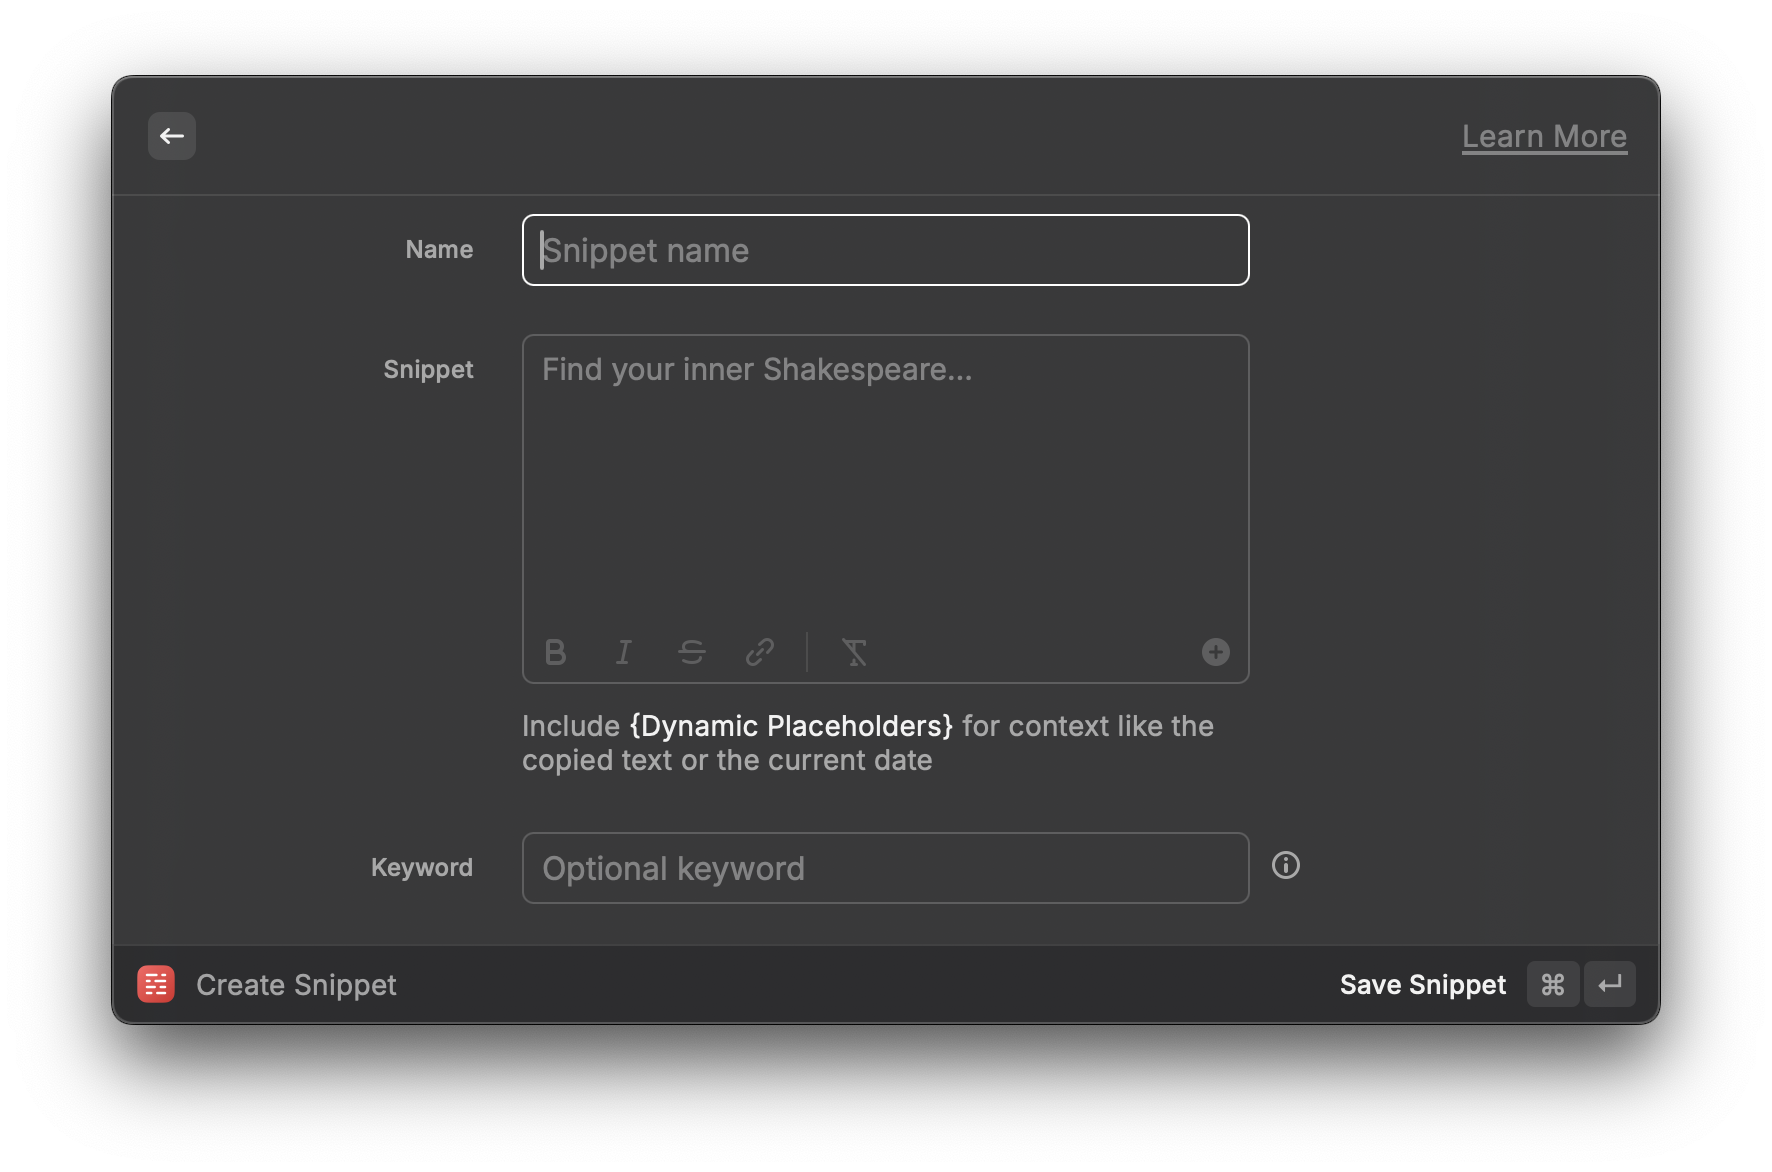 Learn More
Name
Snippet name
Snippet
Find your inner Shakespeare...
Include {Dynamic Placeholders} for context like the
copied text or the current date
Keyword
Optional keyword
Create Snippet
Save Snippet ⌘ ↵